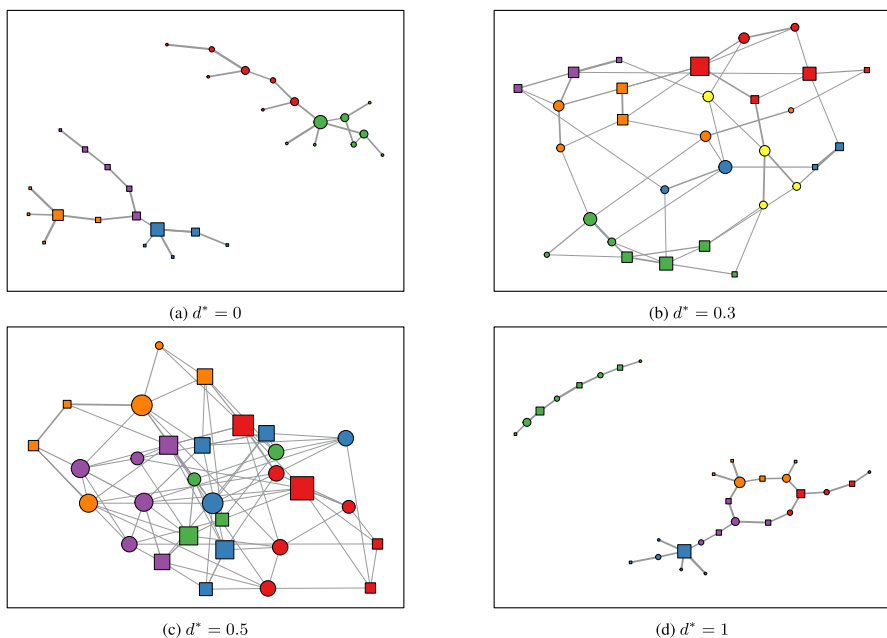 (a) d* = 0
(b) d* = 0.3
(c) d* = 0.5
(d) d* = 1